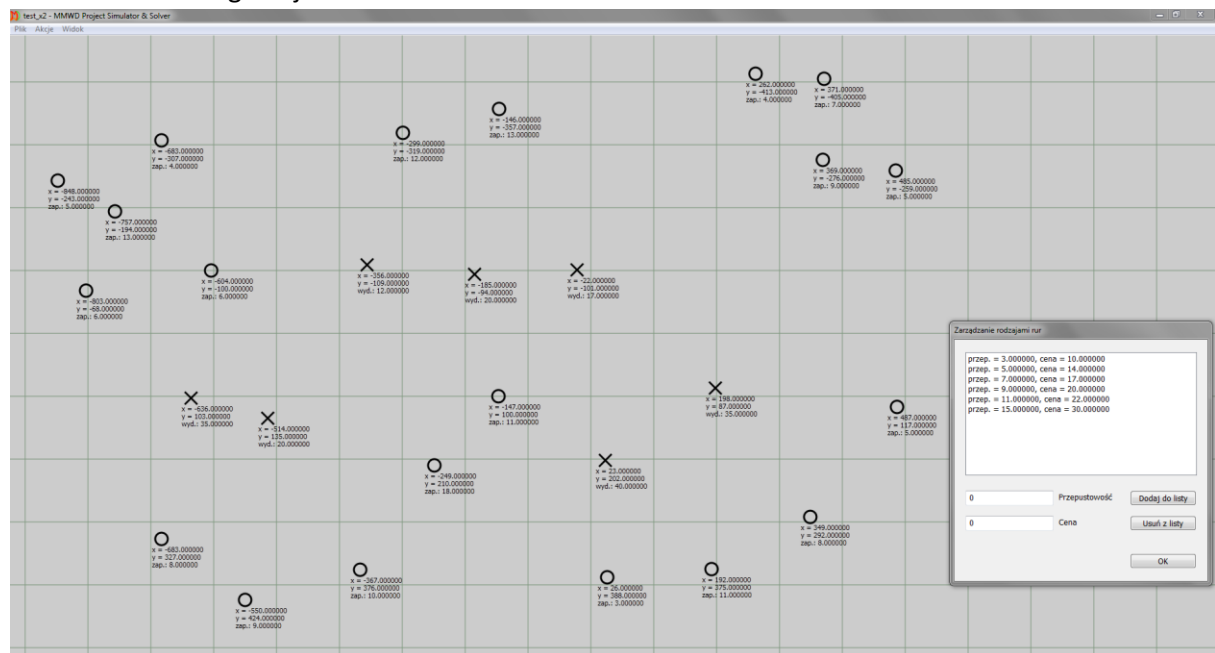 test_x2 - MMWD Project Simulator & Solver
Plik Akcje Widok
x = 262.000000
y = -413.000000
zap.: 4.000000
x = 371.000000
y = -405.000000
zap.: 7.000000
x = -146.000000
y = -357.000000
zap.: 13.000000
x = -299.000000
y = -319.000000
zap.: 12.000000
x = -683.000000
y = -307.000000
zap.: 4.000000
x = 369.000000
y = -276.000000
zap.: 9.000000
x = 485.000000
y = -259.000000
zap.: 5.000000
x = -848.000000
y = -243.000000
zap.: 5.000000
x = -757.000000
y = -194.000000
zap.: 13.000000
x = -356.000000
y = -109.000000
wyd.: 12.000000
x = -185.000000
y = -94.000000
wyd.: 20.000000
x = -22.000000
y = -101.000000
wyd.: 17.000000
x = -604.000000
y = -100.000000
zap.: 6.000000
x = -803.000000
y = -68.000000
zap.: 6.000000
x = -636.000000
y = 103.000000
wyd.: 35.000000
x = -514.000000
y = 135.000000
wyd.: 20.000000
x = -147.000000
y = 100.000000
zap.: 11.000000
x = 198.000000
y = 87.000000
wyd.: 35.000000
x = 487.000000
y = 117.000000
zap.: 5.000000
x = -249.000000
y = 210.000000
zap.: 18.000000
x = 23.000000
y = 202.000000
wyd.: 40.000000
x = 349.000000
y = 292.000000
zap.: 8.000000
x = -683.000000
y = 327.000000
zap.: 8.000000
x = -367.000000
y = 376.000000
zap.: 10.000000
x = 26.000000
y = 388.000000
zap.: 3.000000
x = 192.000000
y = 375.000000
zap.: 11.000000
x = -550.000000
y = 424.000000
zap.: 9.000000
Zarządzanie rodzajami rur
przep. = 3.000000, cena = 10.000000
przep. = 5.000000, cena = 14.000000
przep. = 7.000000, cena = 17.000000
przep. = 9.000000, cena = 20.000000
przep. = 11.000000, cena = 22.000000
przep. = 15.000000, cena = 30.000000
0 Przepustowość Dodaj do listy
0 Cena Usuń z listy
OK